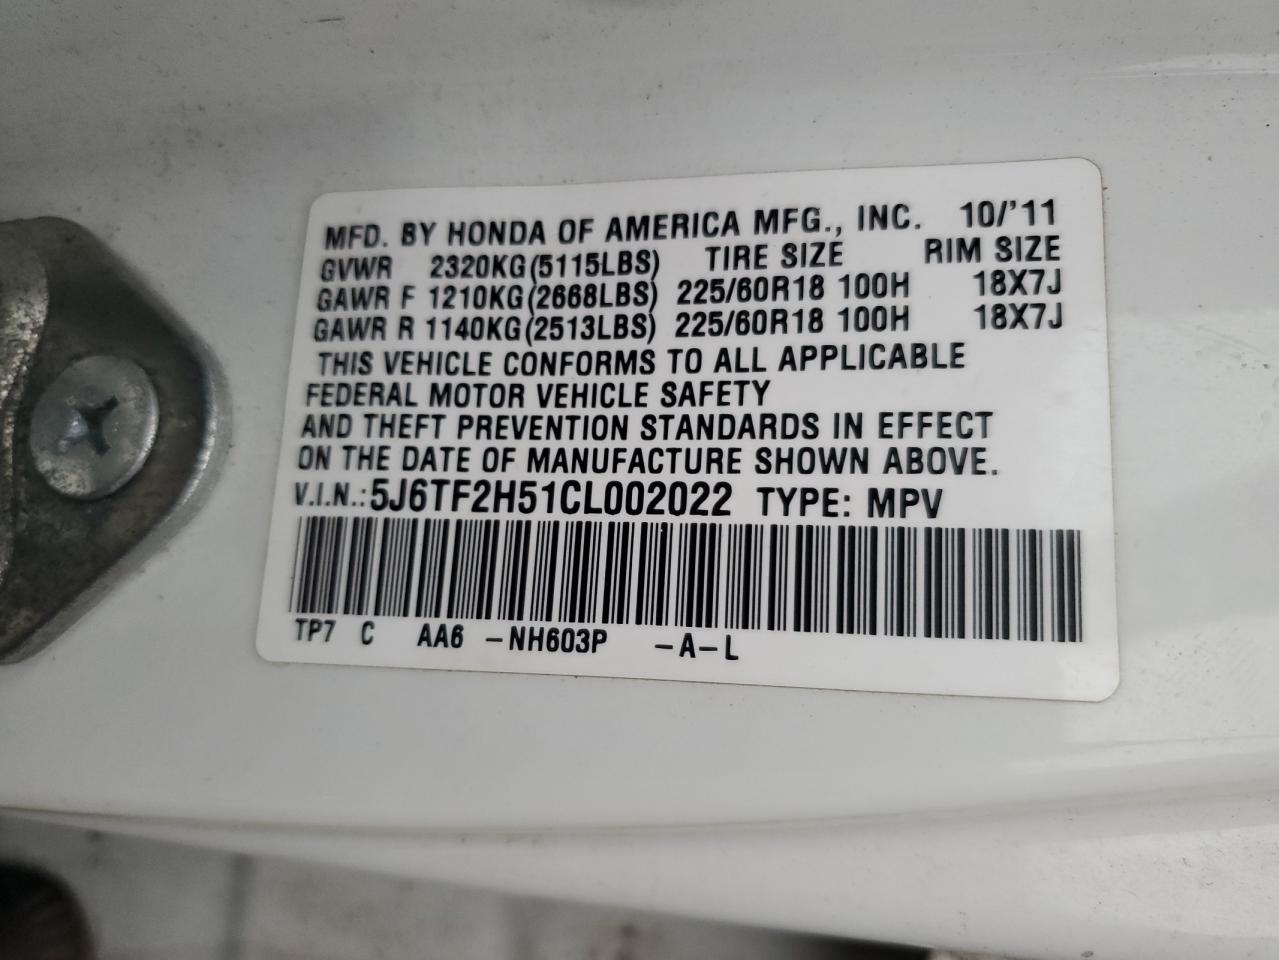 MFD. BY HONDA OF AMERICA MFG., INC. 10/'11
GVWR 2320KG(5115LBS) TIRE SIZE RIM SIZE
GAWR F 1210KG(2668LBS) 225/60R18 100H 18X7J
GAWR R 1140KG(2513LBS) 225/60R18 100H 18X7J
THIS VEHICLE CONFORMS TO ALL APPLICABLE
FEDERAL MOTOR VEHICLE SAFETY
AND THEFT PREVENTION STANDARDS IN EFFECT
ON THE DATE OF MANUFACTURE SHOWN ABOVE.
V.I.N.: 5J6TF2H51CL002022 TYPE: MPV
TP7 C AA6 -NH603P -A-L